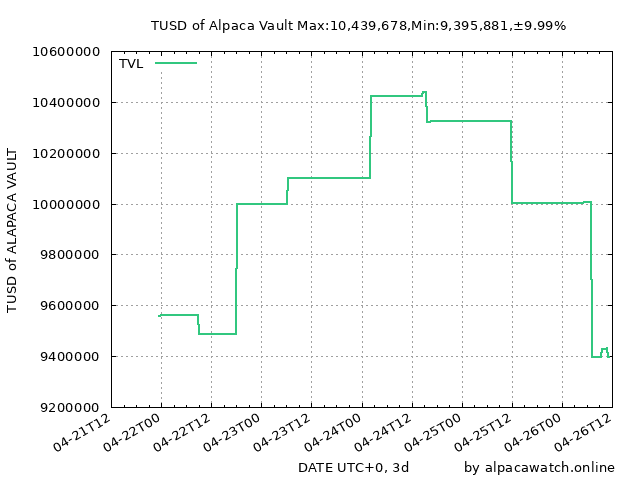 TUSD of Alpaca Vault Max:10,439,678,Min:9,395,881,±9.99%
TVL
10600000
10400000
10200000
10000000
9800000
9600000
9400000
9200000
TUSD of ALAPACA VAULT
04-21T12
04-22T00
04-22T12
04-23T00
04-23T12
04-24T00
04-24T12
04-25T00
04-25T12
04-26T00
04-26T12
DATE UTC+0, 3d
by alpacawatch.online